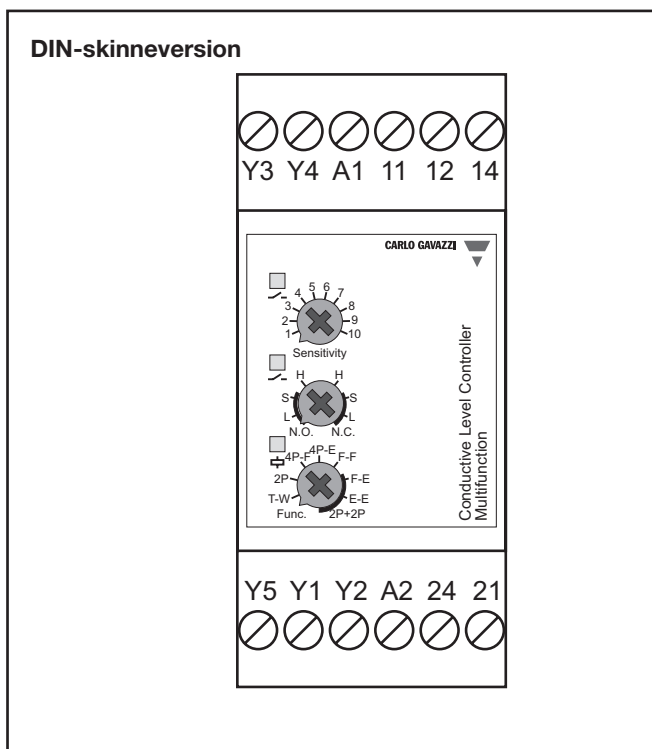 DIN-skinneversion
Y3 Y4 A1 11 12 14
CARLO GAVAZZI
1 2 3 4 5 6 7 8 9 10
Sensitivity
L S H H S L
N.O. N.C.
T-W 2P 4P-F 4P-E F-F F-E E-E 2P+2P
Func.
Conductive Level Controller
Multifunction
Y5 Y1 Y2 A2 24 21